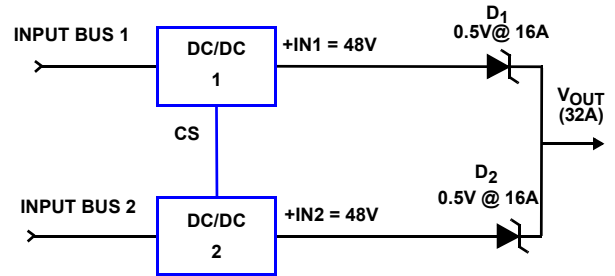 INPUT BUS 1
DC/DC
1
+IN1 = 48V
D1
0.5V@ 16A
VOUT
(32A)
CS
INPUT BUS 2
DC/DC
2
+IN2 = 48V
D2
0.5V @ 16A